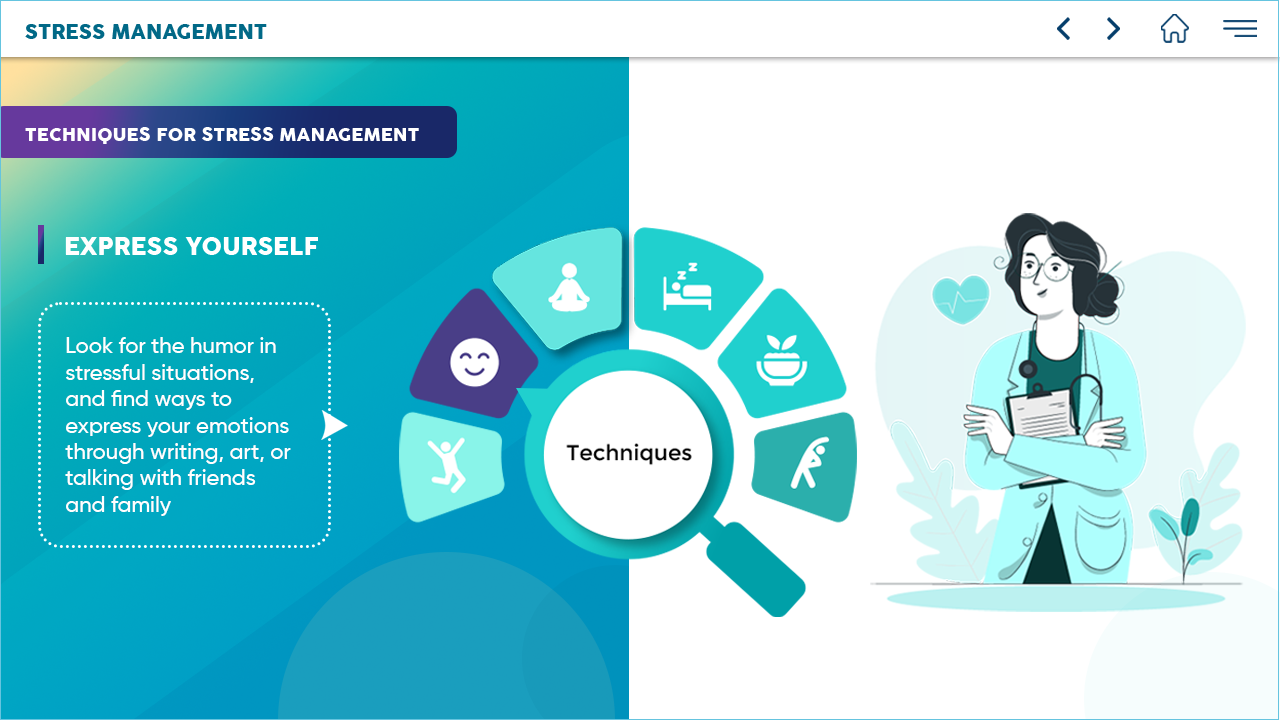 STRESS MANAGEMENT
TECHNIQUES FOR STRESS MANAGEMENT
EXPRESS YOURSELF
Look for the humor in
stressful situations,
and find ways to
express your emotions
through writing, art, or
talking with friends
and family
Techniques